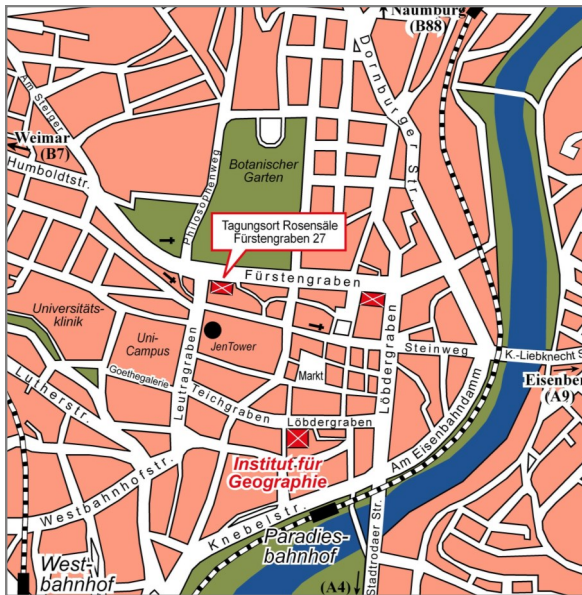 Naumburg
(B88)
Am Steiger
Weimar
(B7)
Humboldtstr.
Dornburger Str.
Botanischer
Garten
Philosophenweg
Tagungsort Rosensäle
Fürstengraben 27
Fürstengraben
Universitäts-
klinik
Uni-
Campus
JenTower
Steinweg
K.-Liebknecht S
Eisenber
(A9)
Goethegalerie
Markt
Leutragraben
Löbdergraben
Lutherstr.
Teichgraben
Löbdergraben
Am Eisenbahndamm
Institut für
Geographie
Westbahnhofstr.
Knebelstr.
Paradies-
bahnhof
Stadtrodaer Str.
West-
bahnhof
(A4)